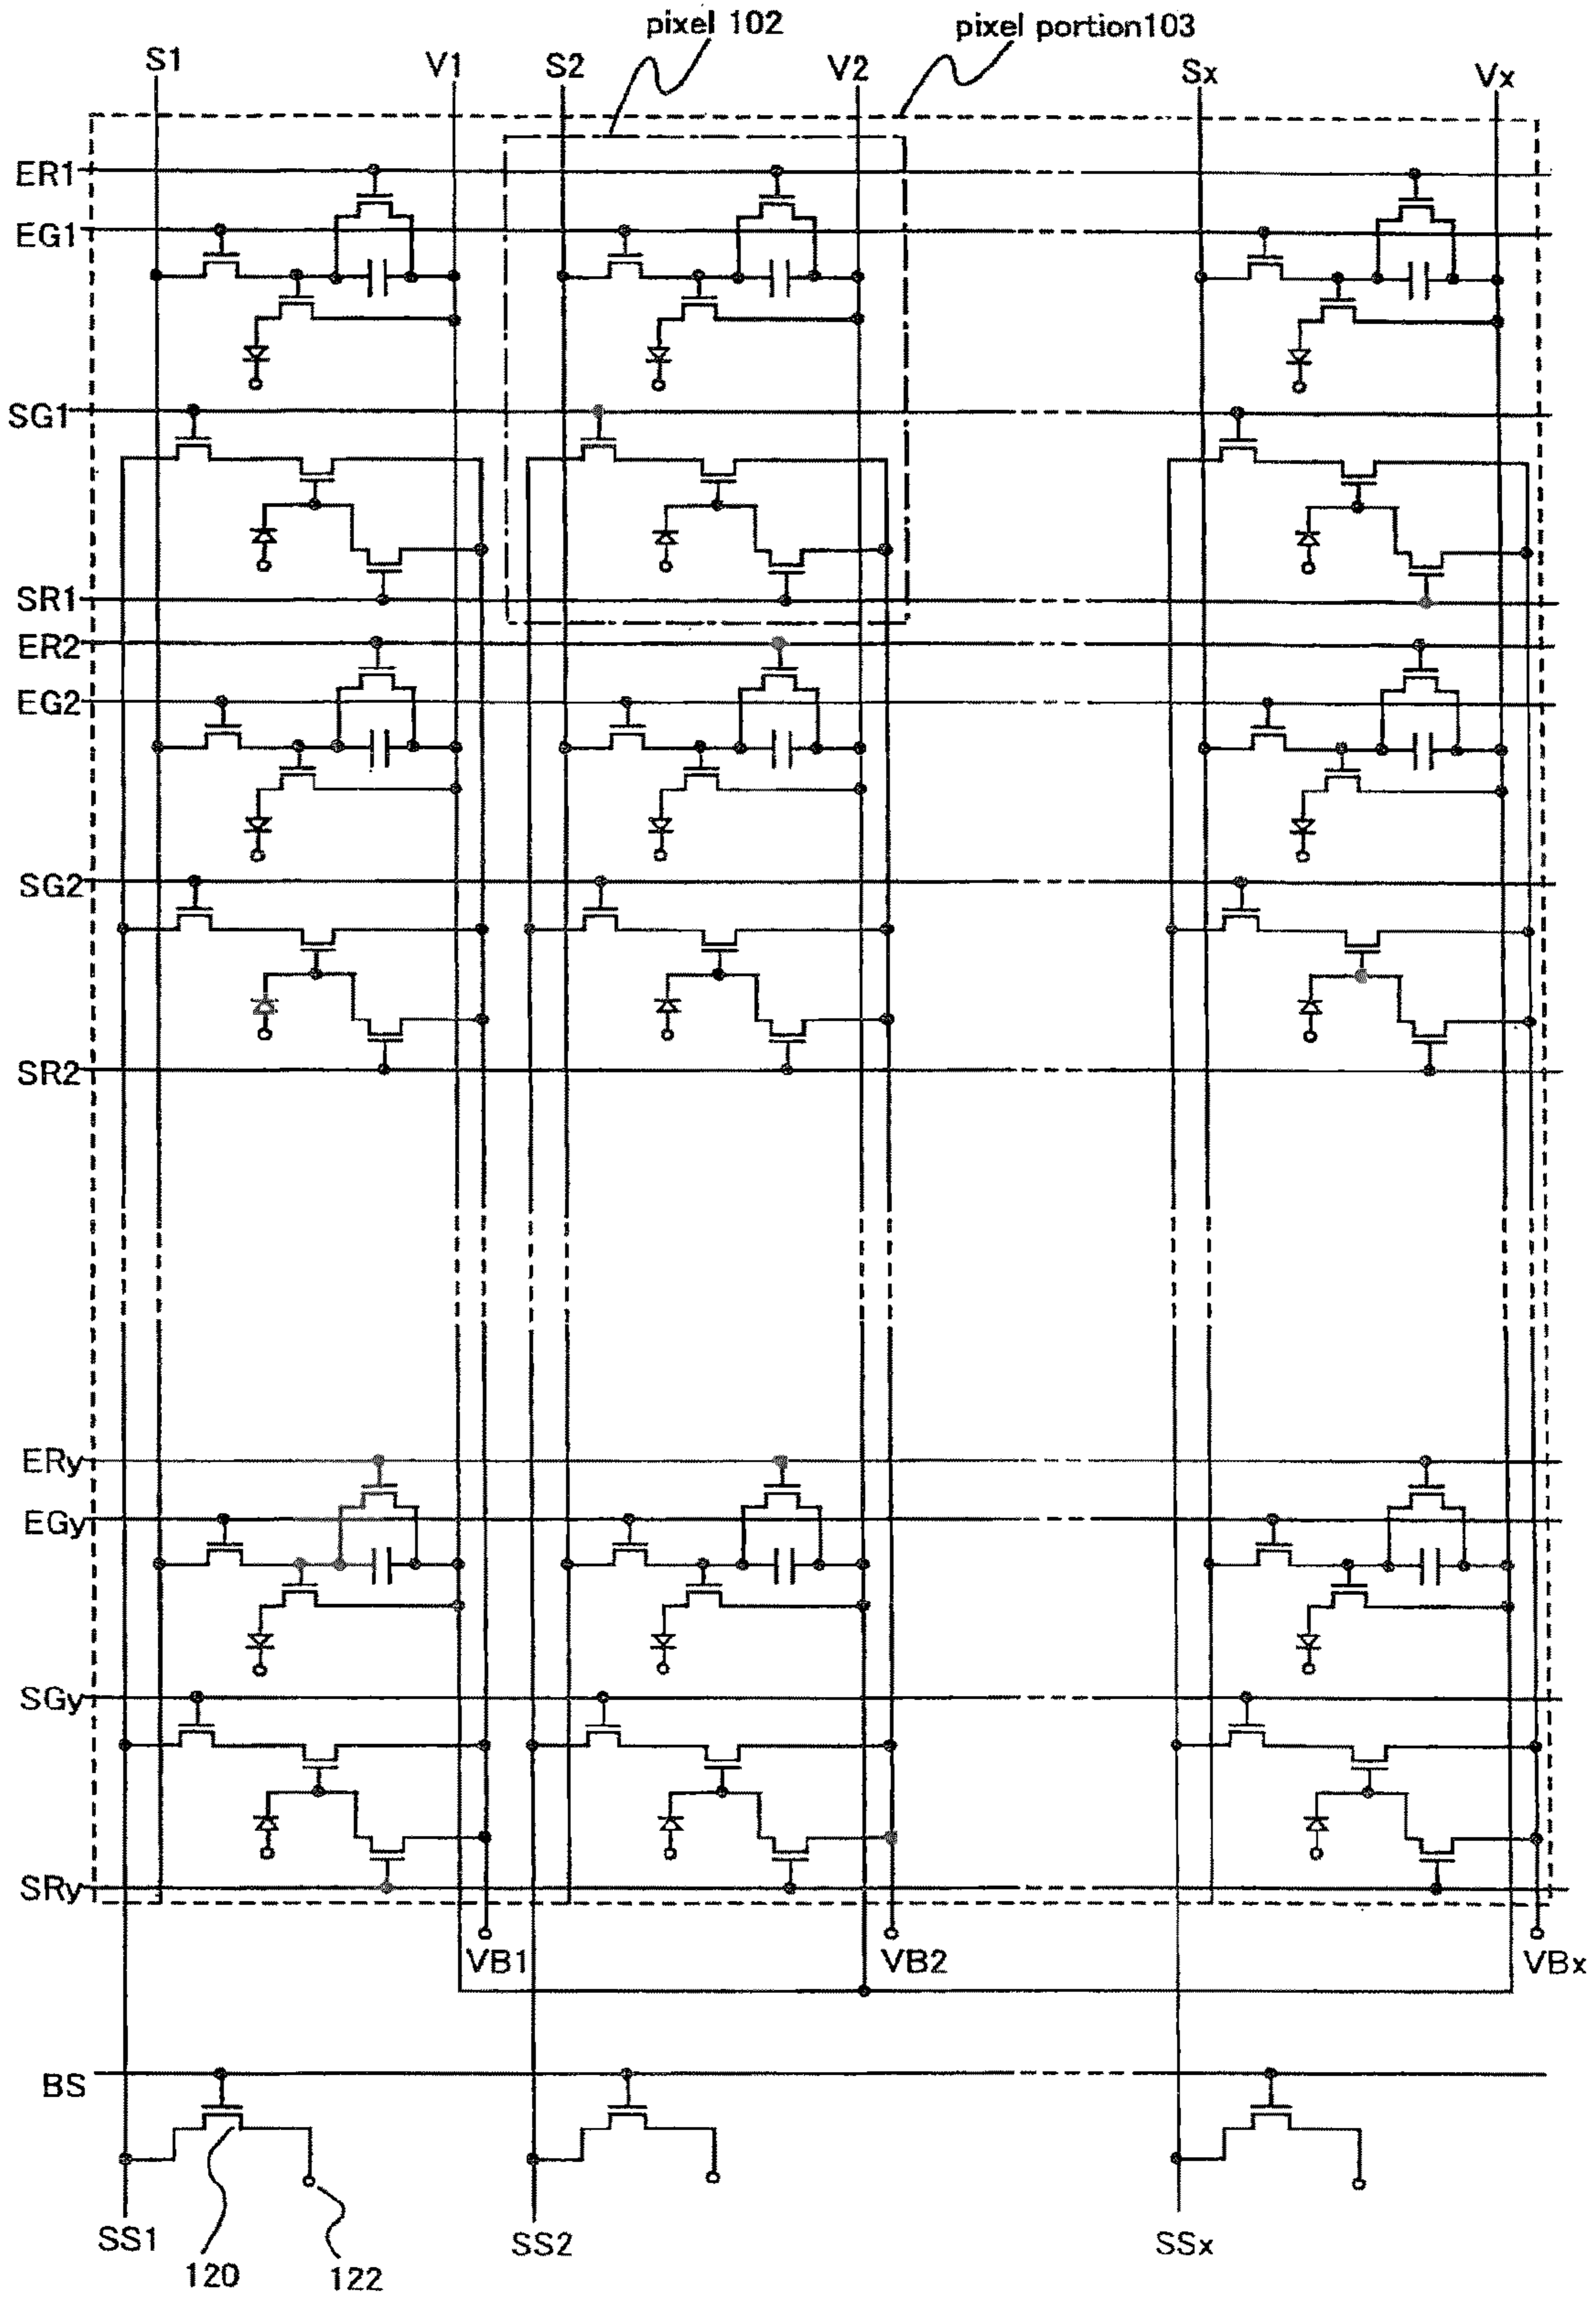 pixel 102
pixel portion103
S1
V1
S2
V2
Sx
Vx
ER1
EG1
SG1
SR1
ER2
EG2
SG2
SR2
ERy
EGy
SGy
SRy
VB1
VB2
VBx
BS
SS1
SS2
SSx
120
122